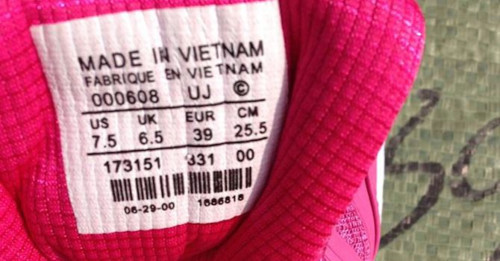 MADE IN VIETNAM
FABRIQUE EN VIETNAM
000608 UJ ©
US UK EUR CM
7.5 6.5 39 25.5
173151 331 00
06-29-00 1686818